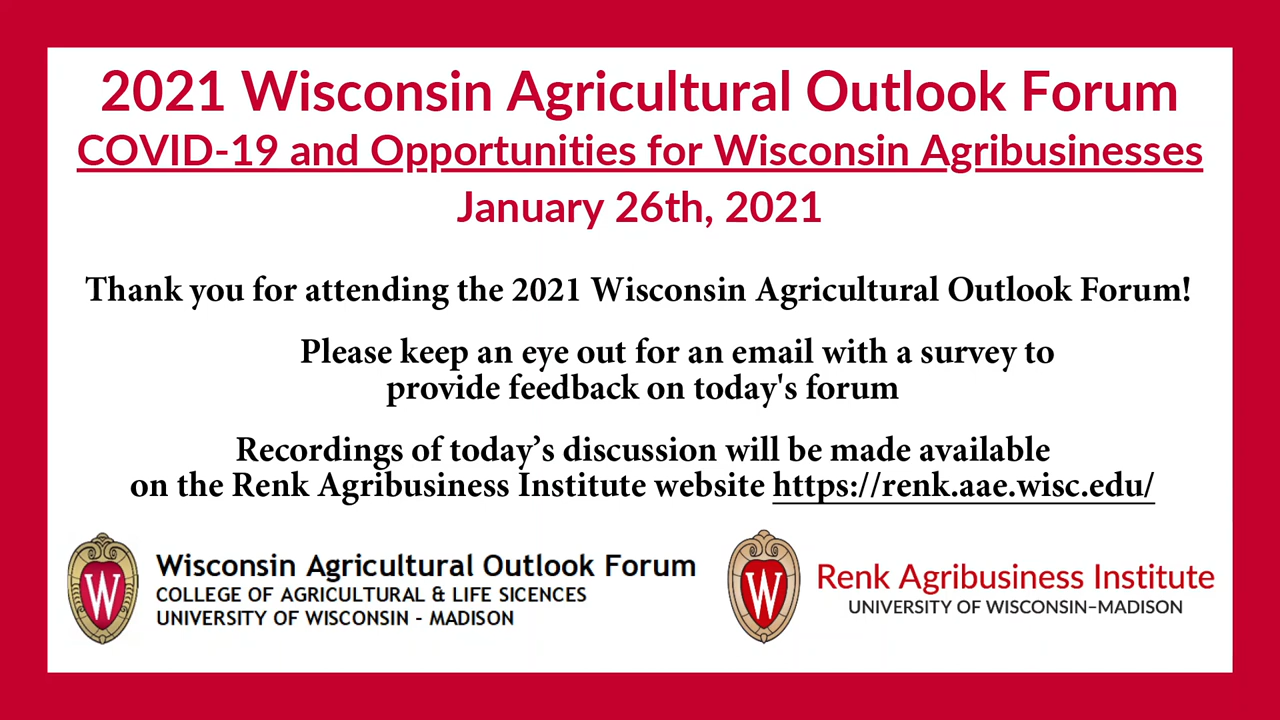 2021 Wisconsin Agricultural Outlook Forum
COVID-19 and Opportunities for Wisconsin Agribusinesses
January 26th, 2021
Thank you for attending the 2021 Wisconsin Agricultural Outlook Forum!
Please keep an eye out for an email with a survey to
provide feedback on today's forum
Recordings of today’s discussion will be made available
on the Renk Agribusiness Institute website https://renk.aae.wisc.edu/
W
Wisconsin Agricultural Outlook Forum
COLLEGE OF AGRICULTURAL & LIFE SICENCES
UNIVERSITY OF WISCONSIN - MADISON
W
Renk Agribusiness Institute
UNIVERSITY OF WISCONSIN–MADISON